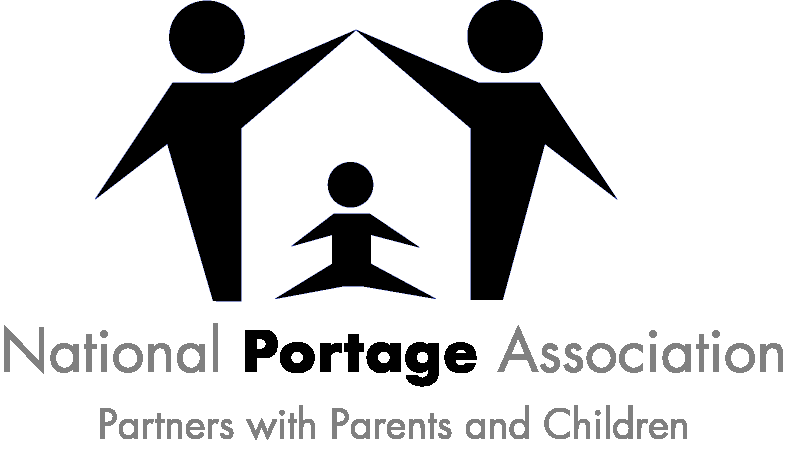 National Portage Association
Partners with Parents and Children